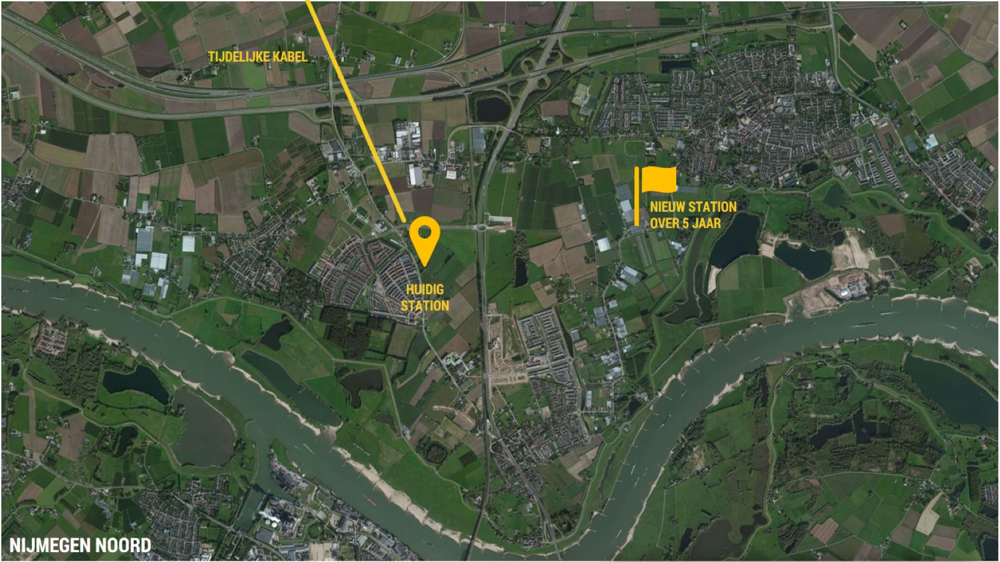 TIJDELIJKE KABEL
NIEUW STATION
OVER 5 JAAR
HUIDIG
STATION
NIJMEGEN NOORD